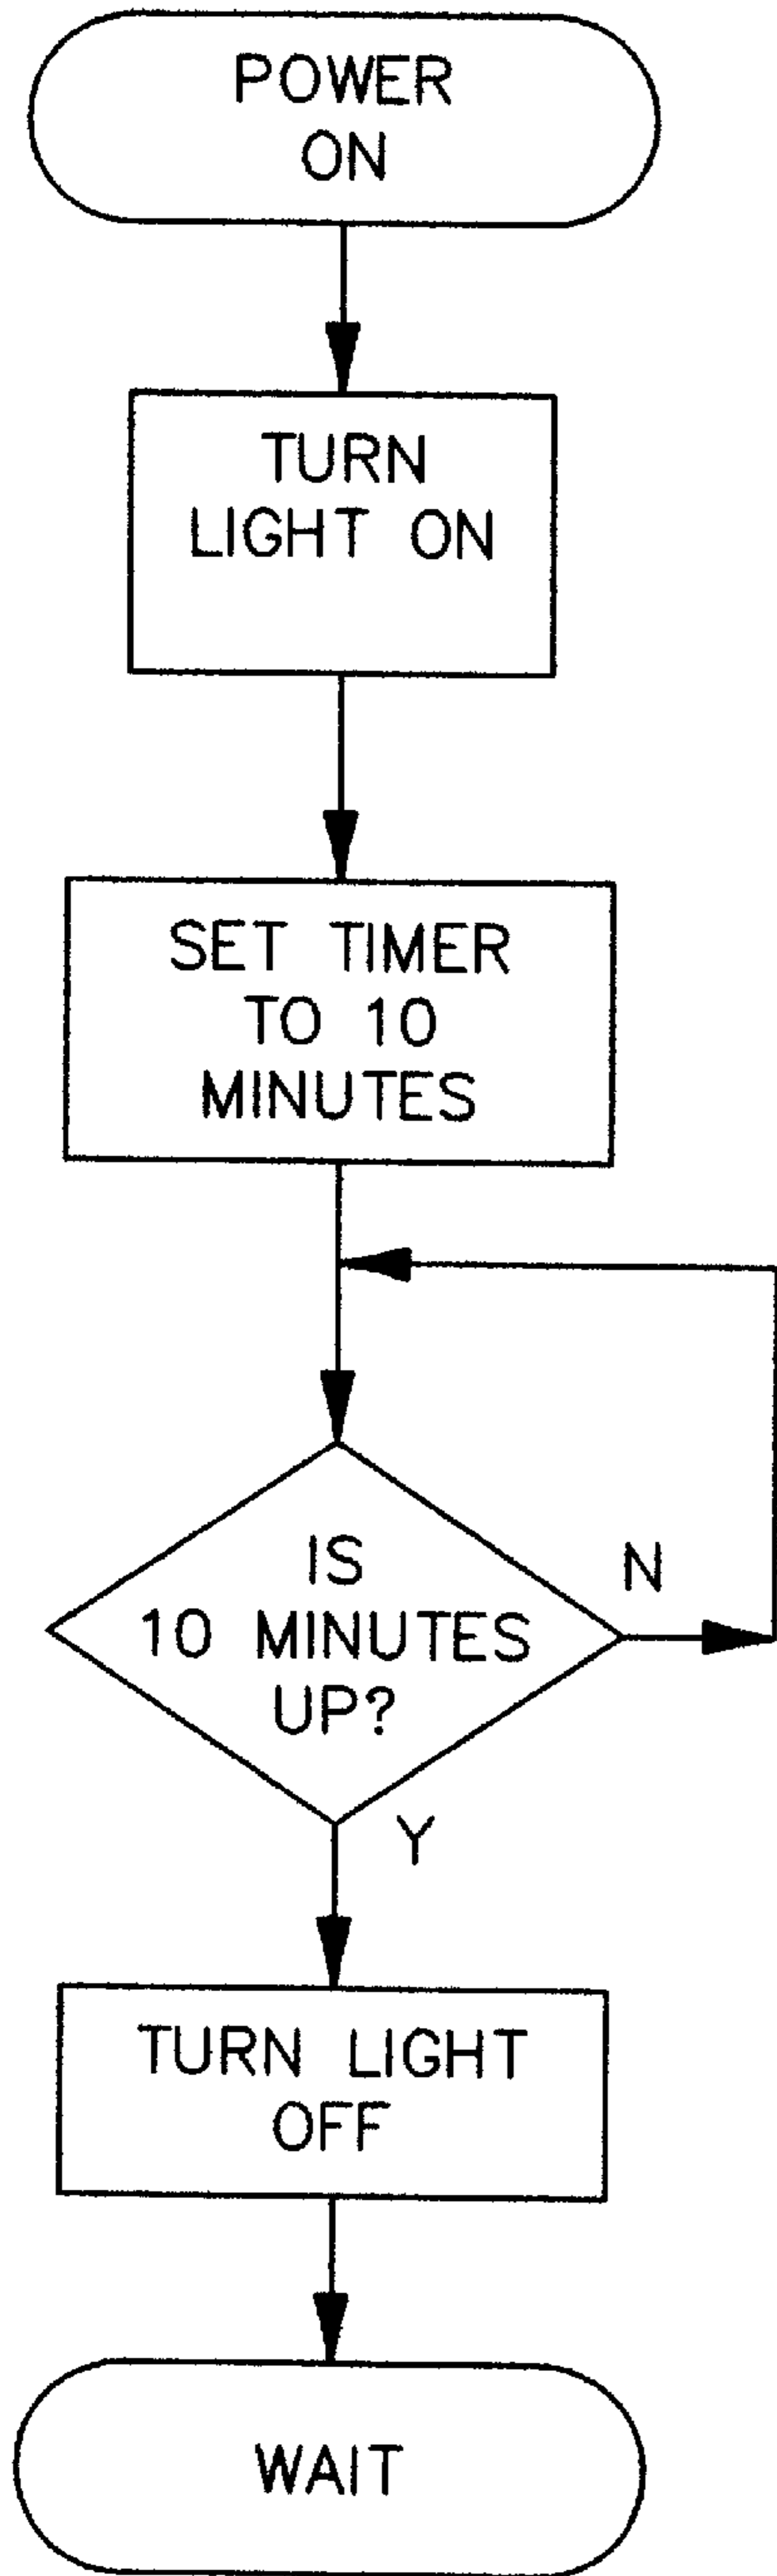 POWER
ON
TURN
LIGHT ON
SET TIMER
TO 10
MINUTES
IS
10 MINUTES
UP?
N
Y
TURN LIGHT
OFF
WAIT